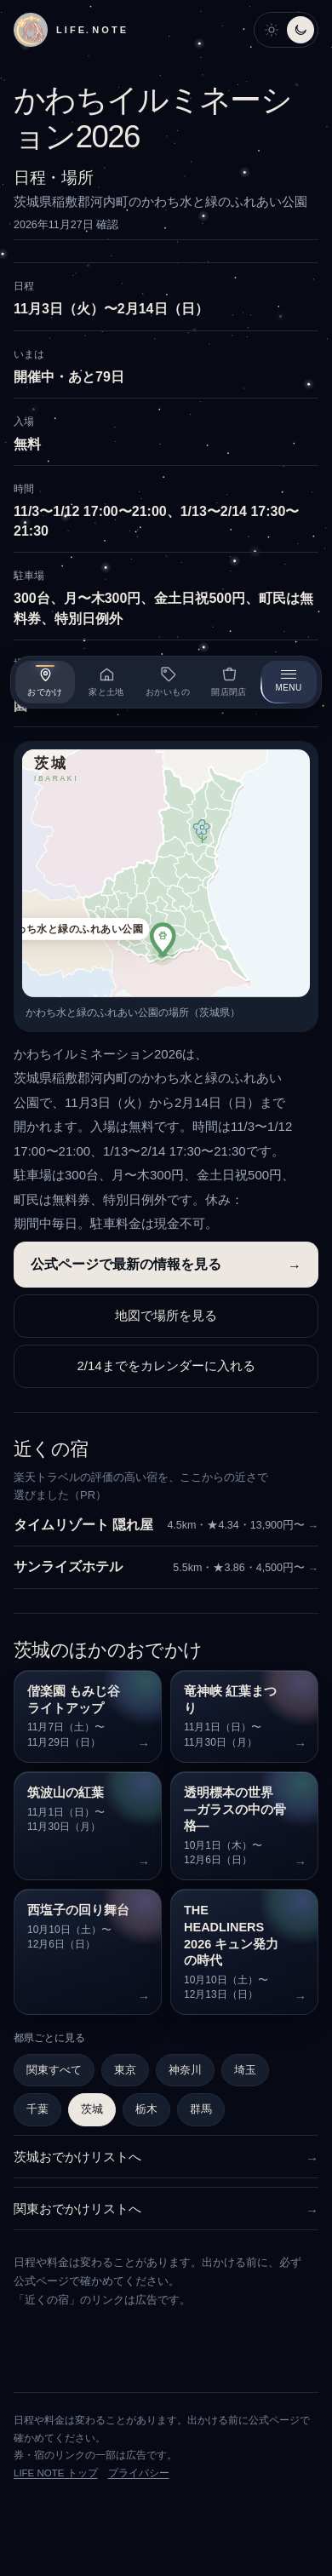 LIFE.NOTE
かわちイルミネーシ
ョン2026
日程・場所
茨城県稲敷郡河内町のかわち水と緑のふれあい公園
2026年11月27日 確認
日程
11月3日（火）〜2月14日（日）
いまは
開催中・あと79日
入場
無料
時間
11/3〜1/12 17:00〜21:00、1/13〜2/14 17:30〜
21:30
駐車場
300台、月〜木300円、金土日祝500円、町民は無
料券、特別日例外
おでかけ
家と土地
おかいもの
開店閉店
MENU
園
茨城
IBARAKI
わち水と緑のふれあい公園
かわち水と緑のふれあい公園の場所（茨城県）
かわちイルミネーション2026は、
茨城県稲敷郡河内町のかわち水と緑のふれあい
公園で、11月3日（火）から2月14日（日）まで
開かれます。入場は無料です。時間は11/3〜1/12
17:00〜21:00、1/13〜2/14 17:30〜21:30です。
駐車場は300台、月〜木300円、金土日祝500円、
町民は無料券、特別日例外です。休み：
期間中毎日。駐車料金は現金不可。
公式ページで最新の情報を見る →
地図で場所を見る
2/14までをカレンダーに入れる
近くの宿
楽天トラベルの評価の高い宿を、ここからの近さで
選びました（PR）
タイムリゾート 隠れ屋 4.5km・★4.34・13,900円〜 →
サンライズホテル 5.5km・★3.86・4,500円〜 →
茨城のほかのおでかけ
偕楽園 もみじ谷
ライトアップ
11月7日（土）〜
11月29日（日） →
竜神峡 紅葉まつ
り
11月1日（日）〜
11月30日（月） →
筑波山の紅葉
11月1日（日）〜
11月30日（月）
→
透明標本の世界
―ガラスの中の骨
格―
10月1日（木）〜
12月6日（日） →
西塩子の回り舞台
10月10日（土）〜
12月6日（日）
→
THE
HEADLINERS
2026 キュン発力
の時代
10月10日（土）〜
12月13日（日） →
都県ごとに見る
関東すべて 東京 神奈川 埼玉
千葉 茨城 栃木 群馬
茨城おでかけリストへ →
関東おでかけリストへ →
日程や料金は変わることがあります。出かける前に、必ず
公式ページで確かめてください。
「近くの宿」のリンクは広告です。
日程や料金は変わることがあります。出かける前に公式ページで
確かめてください。
券・宿のリンクの一部は広告です。
LIFE NOTE トップ プライバシー